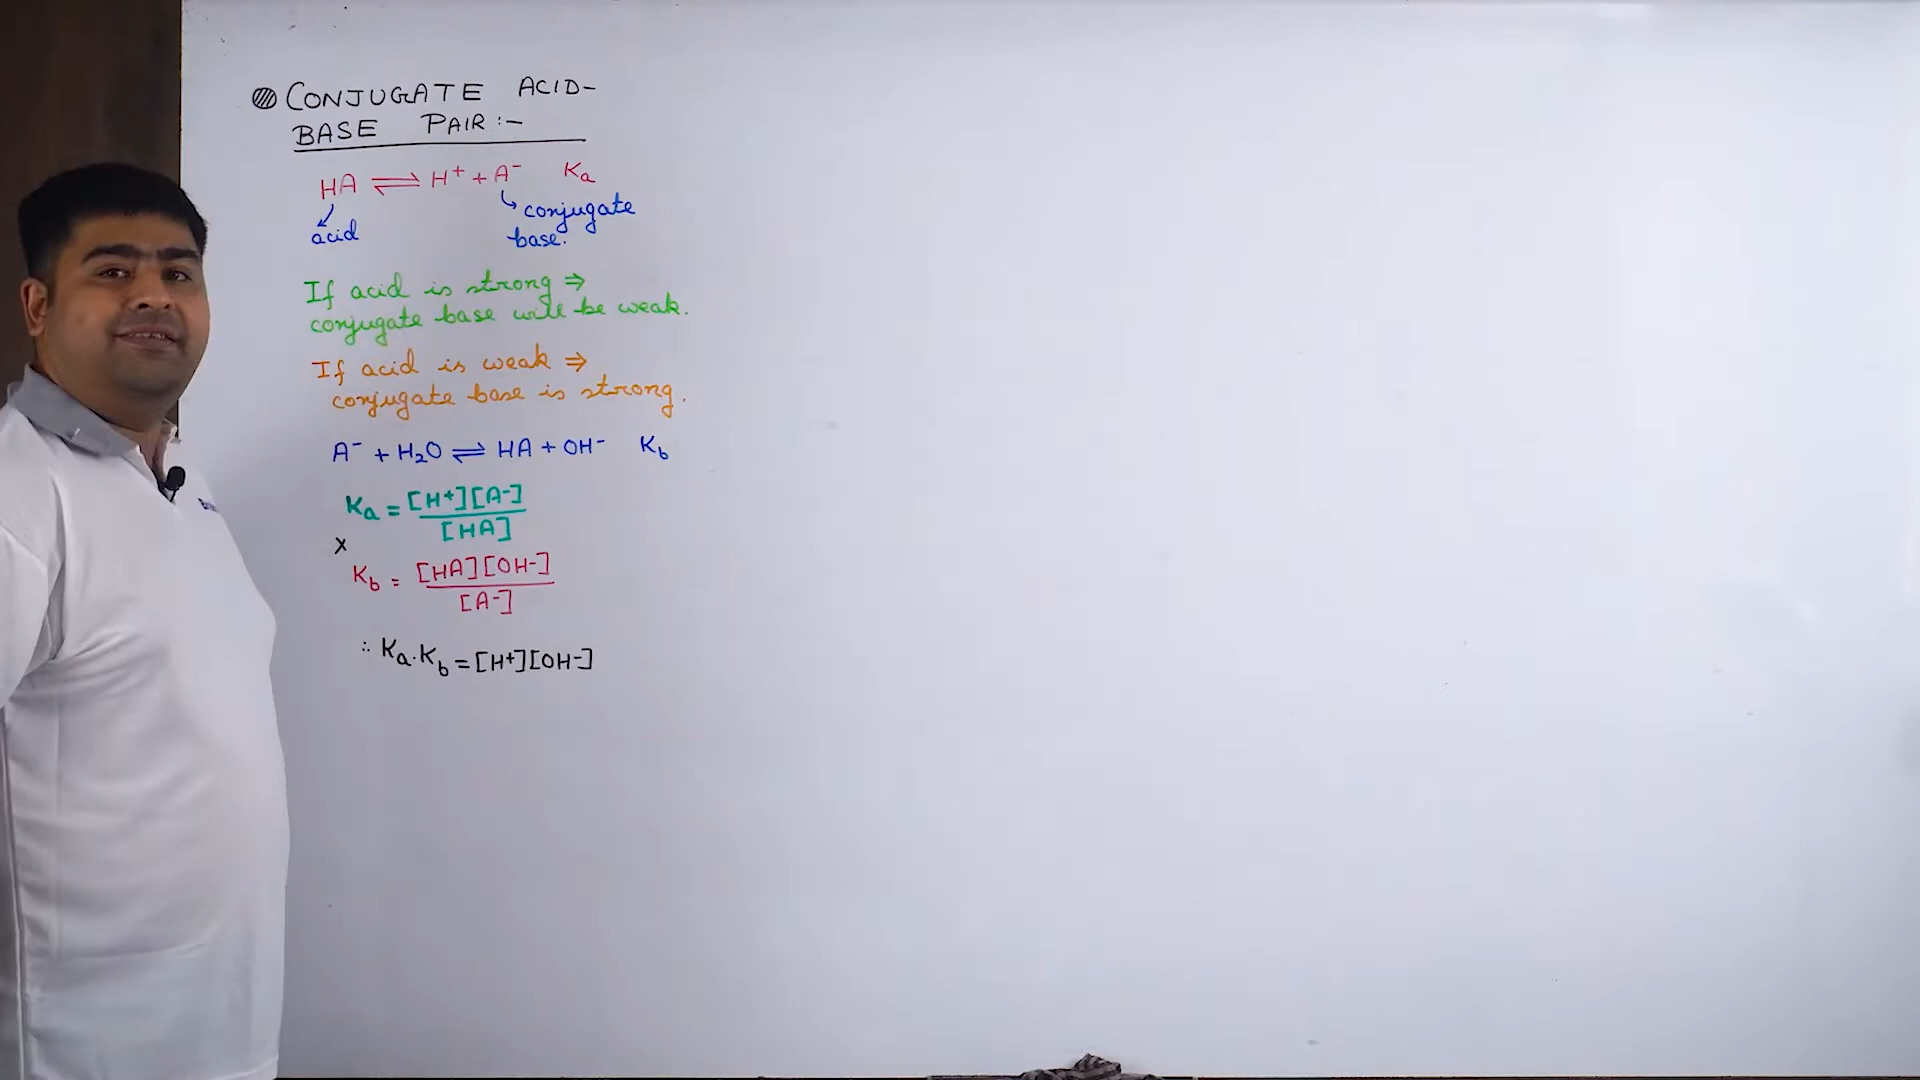 CONJUGATE ACID-
BASE PAIR :-
HA ⇌ H⁺ + A⁻ Ka
acid
conjugate
base.
If acid is strong ⇒
conjugate base will be weak.
If acid is weak ⇒
conjugate base is strong.
A⁻ + H₂O ⇌ HA + OH⁻ Kb
Ka = [H⁺][A⁻]
[HA]
x
Kb = [HA][OH⁻]
[A⁻]
∴ Ka.Kb = [H⁺][OH⁻]